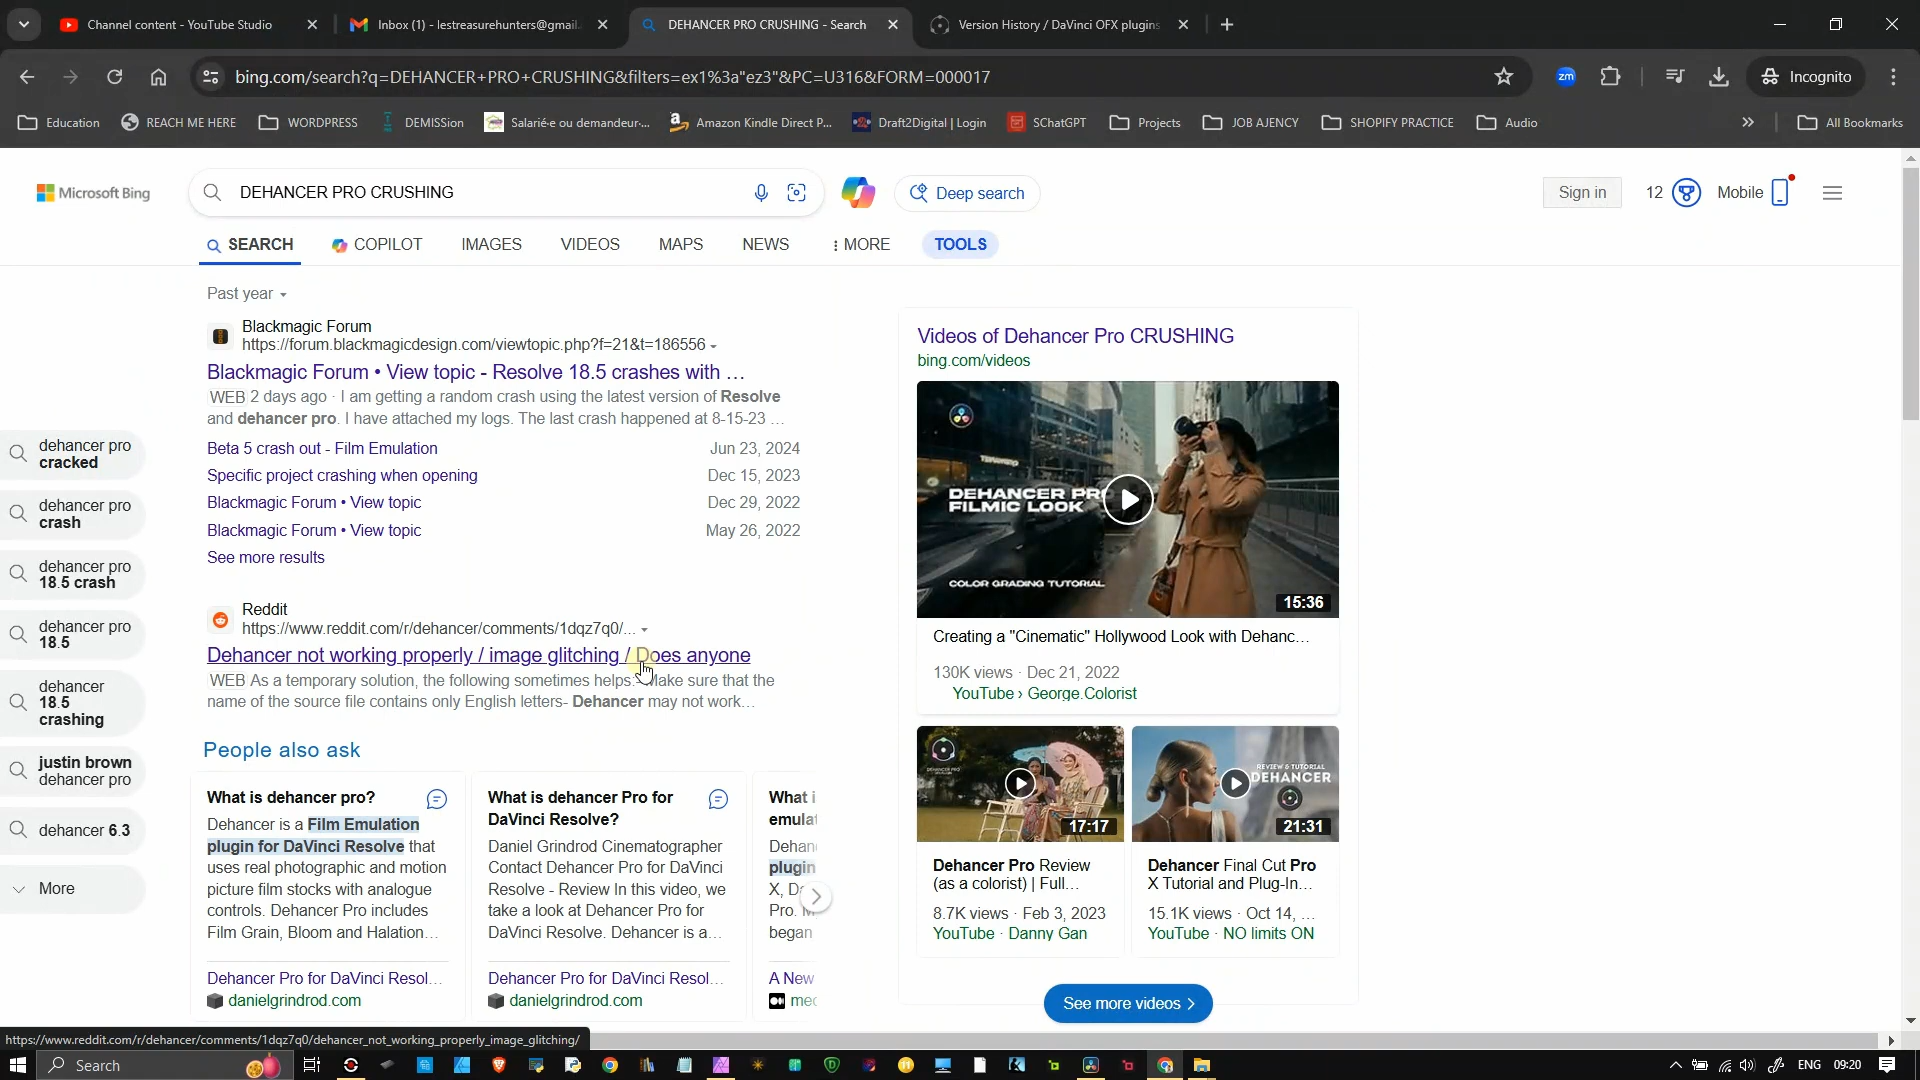 Channel content - YouTube Studio
Inbox (1) - lestreasurehunters@gmail.
DEHANCER PRO CRUSHING - Search
Version History / DaVinci OFX plugins
bing.com/search?q=DEHANCER+PRO+CRUSHING&filters=ex1%3a"ez3"&PC=U316&FORM=000017
zm
Incognito
Education
REACH ME HERE
WORDPRESS
DEMISSion
Salarié·e ou demandeur-...
Amazon Kindle Direct P...
Draft2Digital | Login
SChatGPT
Projects
JOB AJENCY
SHOPIFY PRACTICE
Audio
All Bookmarks
Microsoft Bing
DEHANCER PRO CRUSHING
Deep search
Sign in
12
Mobile
SEARCH
COPILOT
IMAGES
VIDEOS
MAPS
NEWS
MORE
TOOLS
Past year
Blackmagic Forum
https://forum.blackmagicdesign.com/viewtopic.php?f=21&t=186556
Blackmagic Forum • View topic - Resolve 18.5 crashes with …
WEB 2 days ago · I am getting a random crash using the latest version of Resolve
and dehancer pro. I have attached my logs. The last crash happened at 8-15-23 …
Beta 5 crash out - Film Emulation
Jun 23, 2024
Specific project crashing when opening
Dec 15, 2023
Blackmagic Forum • View topic
Dec 29, 2022
Blackmagic Forum • View topic
May 26, 2022
See more results
Reddit
https://www.reddit.com/r/dehancer/comments/1dqz7q0/...
Dehancer not working properly / image glitching / Does anyone
WEB As a temporary solution, the following sometimes helps:- Make sure that the
name of the source file contains only English letters- Dehancer may not work…
dehancer pro
cracked
dehancer pro
crash
dehancer pro
18.5 crash
dehancer pro
18.5
dehancer
18.5
crashing
justin brown
dehancer pro
dehancer 6.3
More
People also ask
What is dehancer pro?
Dehancer is a Film Emulation
plugin for DaVinci Resolve that
uses real photographic and motion
picture film stocks with analogue
controls. Dehancer Pro includes
Film Grain, Bloom and Halation…
Dehancer Pro for DaVinci Resol…
danielgrindrod.com
What is dehancer Pro for
DaVinci Resolve?
Daniel Grindrod Cinematographer
Contact Dehancer Pro for DaVinci
Resolve - Review In this video, we
take a look at Dehancer Pro for
DaVinci Resolve. Dehancer is a…
Dehancer Pro for DaVinci Resol…
danielgrindrod.com
What i
emulat
Dehan
plugin
X, Da
Pro. M
began
A New
med
Videos of Dehancer Pro CRUSHING
bing.com/videos
DEHANCER PR
FILMIC LOOK
COLOR GRADING TUTORIAL
15:36
Creating a "Cinematic" Hollywood Look with Dehanc…
130K views · Dec 21, 2022
YouTube › George.Colorist
17:17
REVIEW & TUTORIAL
DEHANCER
21:31
Dehancer Pro Review
(as a colorist) | Full…
8.7K views · Feb 3, 2023
YouTube · Danny Gan
Dehancer Final Cut Pro
X Tutorial and Plug-In…
15.1K views · Oct 14, …
YouTube · NO limits ON
See more videos
https://www.reddit.com/r/dehancer/comments/1dqz7q0/dehancer_not_working_properly_image_glitching/
Search
ENG
09:20